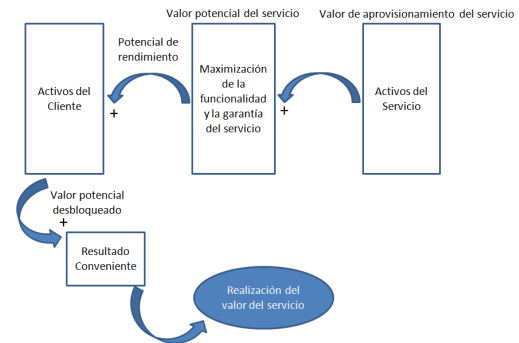 Valor potencial del servicio
Valor de aprovisionamiento del servicio
Potencial de
rendimiento
Activos del
Cliente
+
Maximización
de la
funcionalidad
y la garantía
del servicio
+
Activos del
Servicio
Valor potencial
desbloqueado
+
Resultado
Conveniente
Realización del
valor del servicio